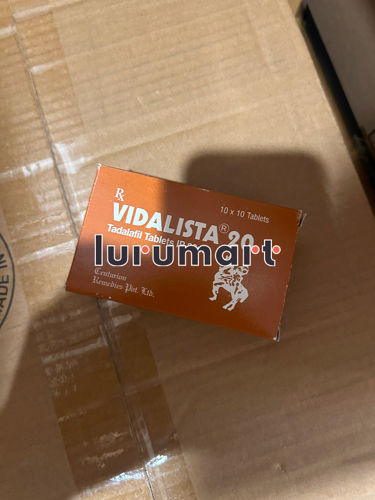 Rx
10 x 10 Tablets
VIDALISTA® 20
Tadalafil Tablets
lurumart
Centurion
Remedies Pvt. Ltd.
MADE IN